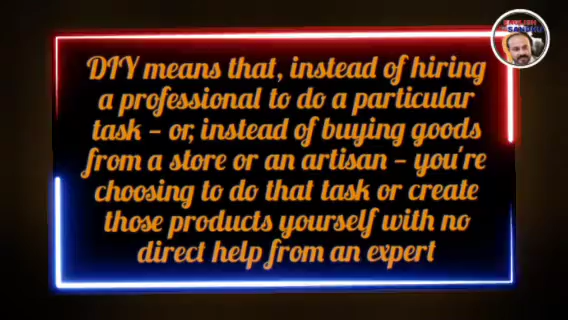 ENGLISH
DIY means that, instead of hiring
a professional to do a particular
task – or, instead of buying goods
from a store or an artisan – you're
choosing to do that task or create
those products yourself with no
direct help from an expert